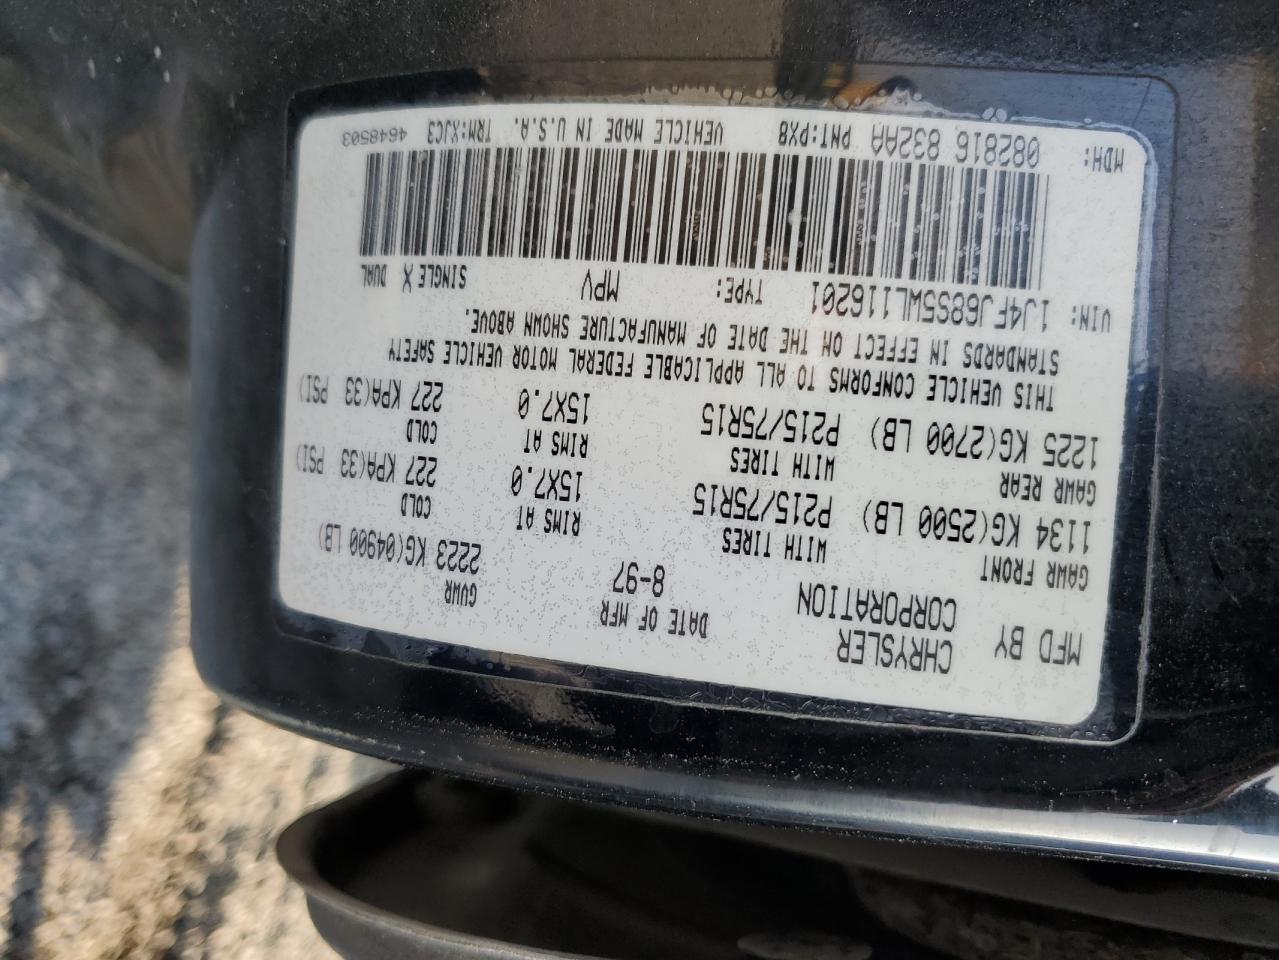 MFD BY CHRYSLER CORPORATION DATE OF MFR 8-97 GVWR 2223 KG(04900 LB)
GAWR FRONT WITH TIRES RIMS AT COLD
1134 KG(2500 LB) P215/75R15 15X7.0 227 KPA(33 PSI)
GAWR REAR WITH TIRES RIMS AT COLD
1225 KG(2700 LB) P215/75R15 15X7.0 227 KPA(33 PSI)
THIS VEHICLE CONFORMS TO ALL APPLICABLE FEDERAL MOTOR VEHICLE SAFETY
STANDARDS IN EFFECT ON THE DATE OF MANUFACTURE SHOWN ABOVE.
VIN: 1J4FJ68S5WL116201 TYPE: MPV SINGLE X DUAL
MDH: 082816 832AA PNT:PX8 VEHICLE MADE IN U.S.A. TRM:XJC3 4648503